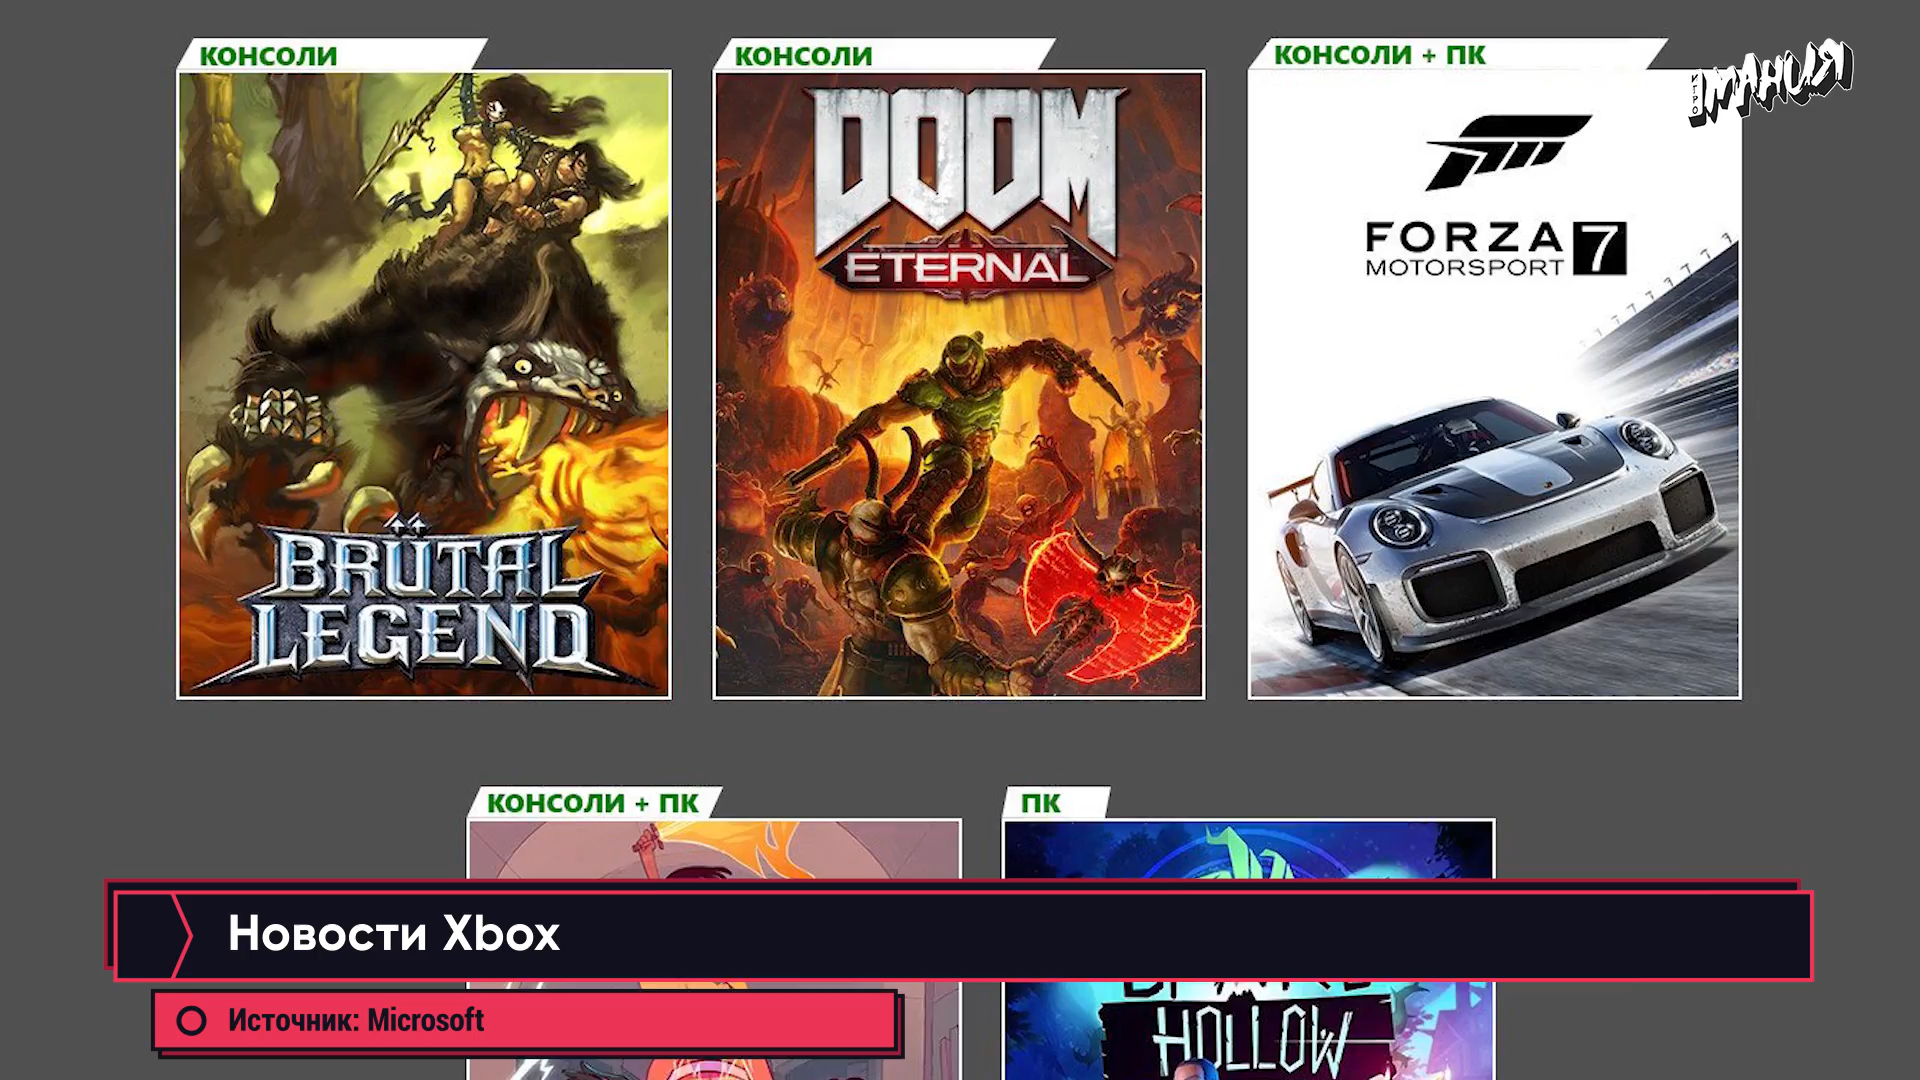 КОНСОЛИ
КОНСОЛИ
КОНСОЛИ + ПК
ИГРО
МАНИЯ
BRÜTAL
LEGEND
DOOM
ETERNAL
FORZA 7
MOTORSPORT
КОНСОЛИ + ПК
ПК
HOLLOW
Новости Xbox
Источник: Microsoft